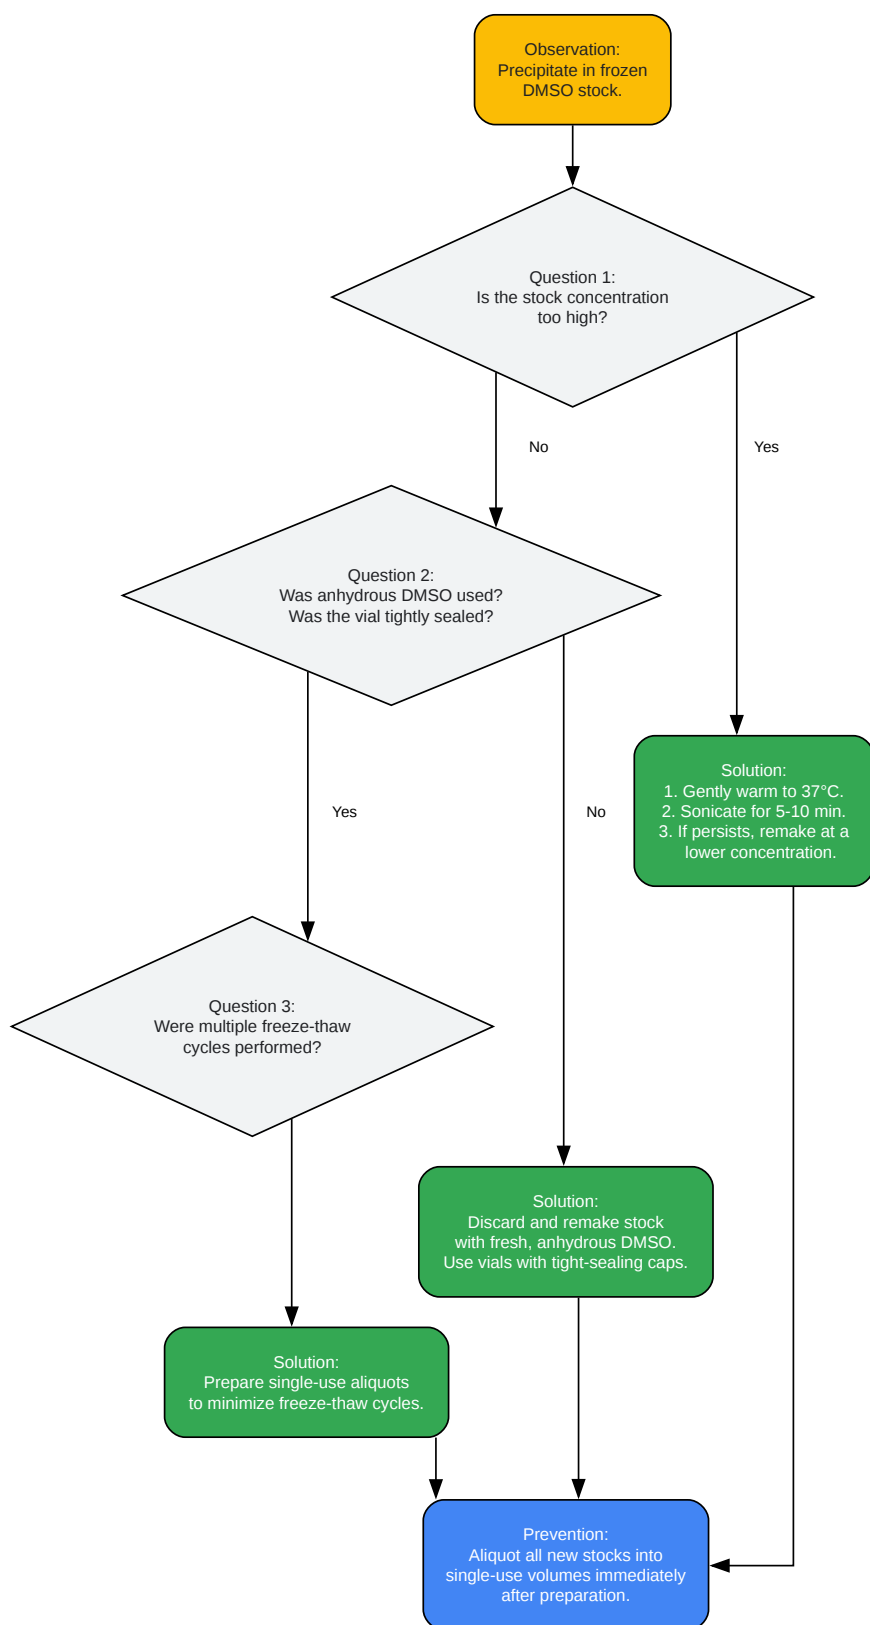 Observation:
Precipitate in frozen
DMSO stock.
Question 1:
Is the stock concentration
too high?
No
Yes
Question 2:
Was anhydrous DMSO used?
Was the vial tightly sealed?
Solution:
1. Gently warm to 37°C.
2. Sonicate for 5-10 min.
3. If persists, remake at a
lower concentration.
Yes
No
Question 3:
Were multiple freeze-thaw
cycles performed?
Solution:
Discard and remake stock
with fresh, anhydrous DMSO.
Use vials with tight-sealing caps.
Solution:
Prepare single-use aliquots
to minimize freeze-thaw cycles.
Prevention:
Aliquot all new stocks into
single-use volumes immediately
after preparation.